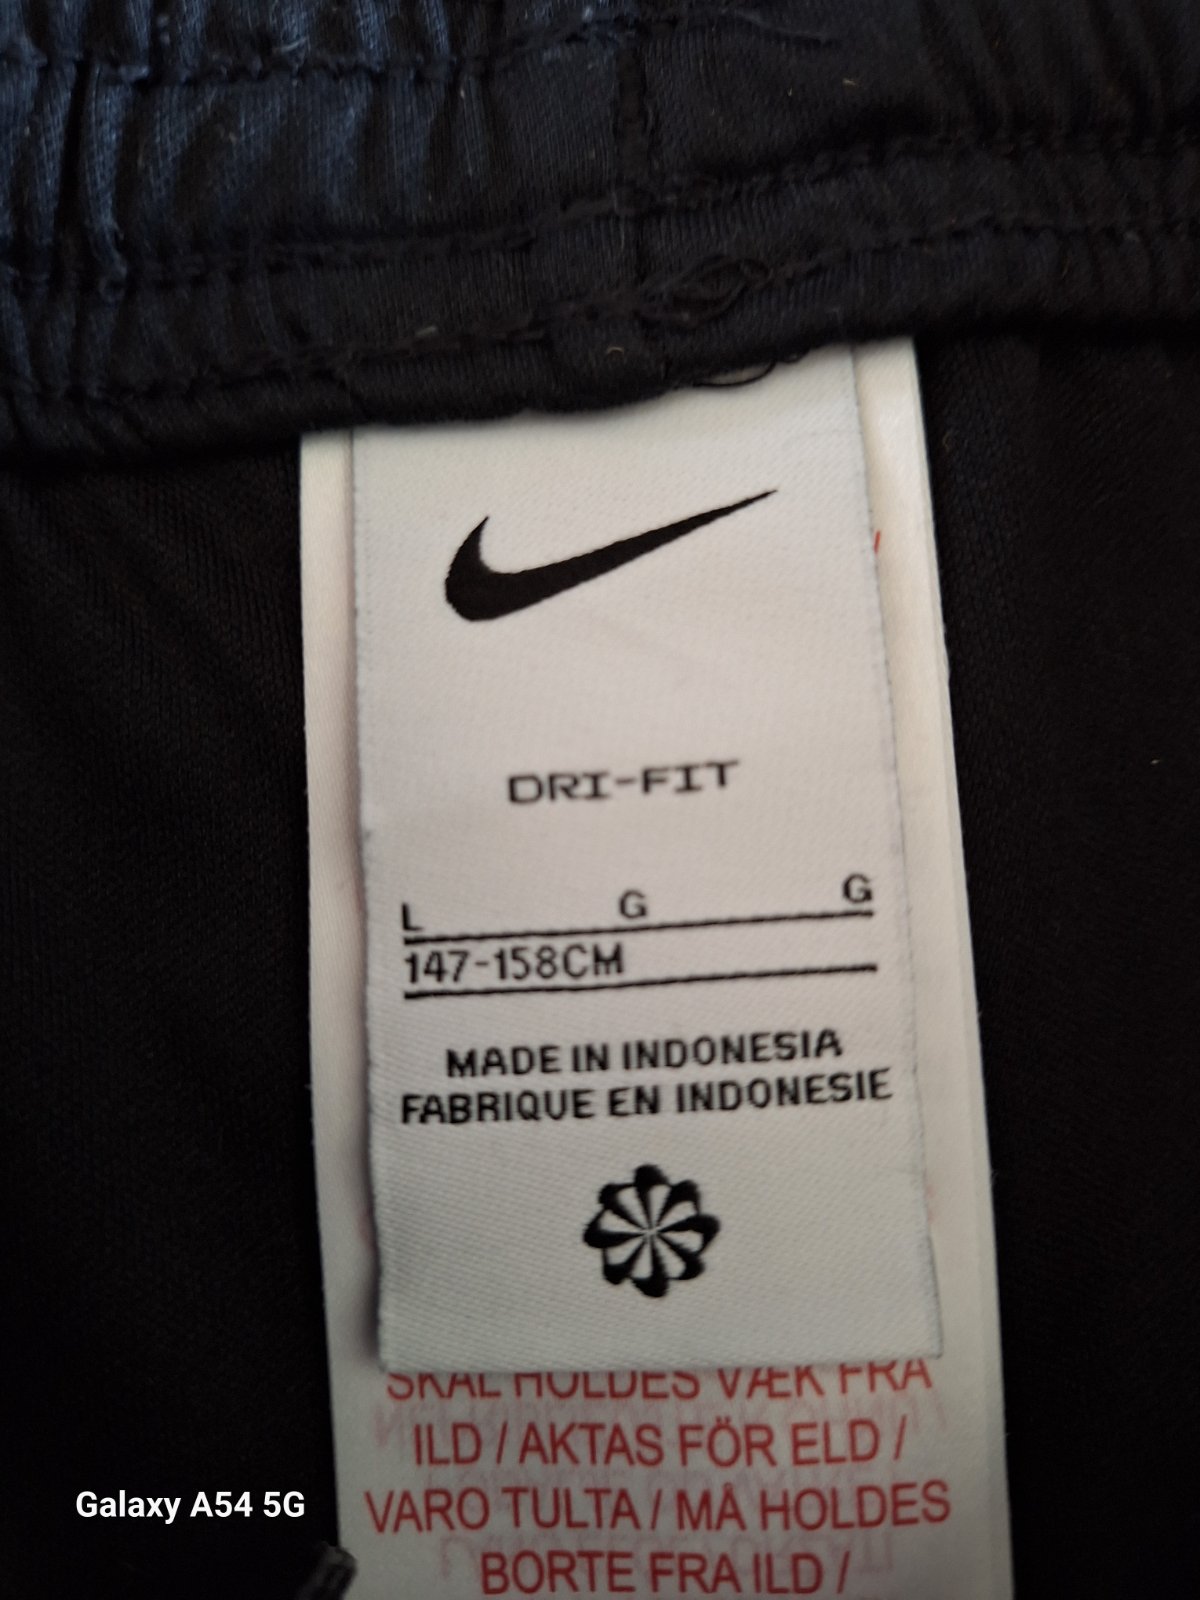 DRI-FIT
L G G
147-158CM
MADE IN INDONESIA
FABRIQUE EN INDONESIE
SKAL HOLDES VÆK FRA
ILD / AKTAS FÖR ELD /
VARO TULTA / MÅ HOLDES
BORTE FRA ILD /
Galaxy A54 5G